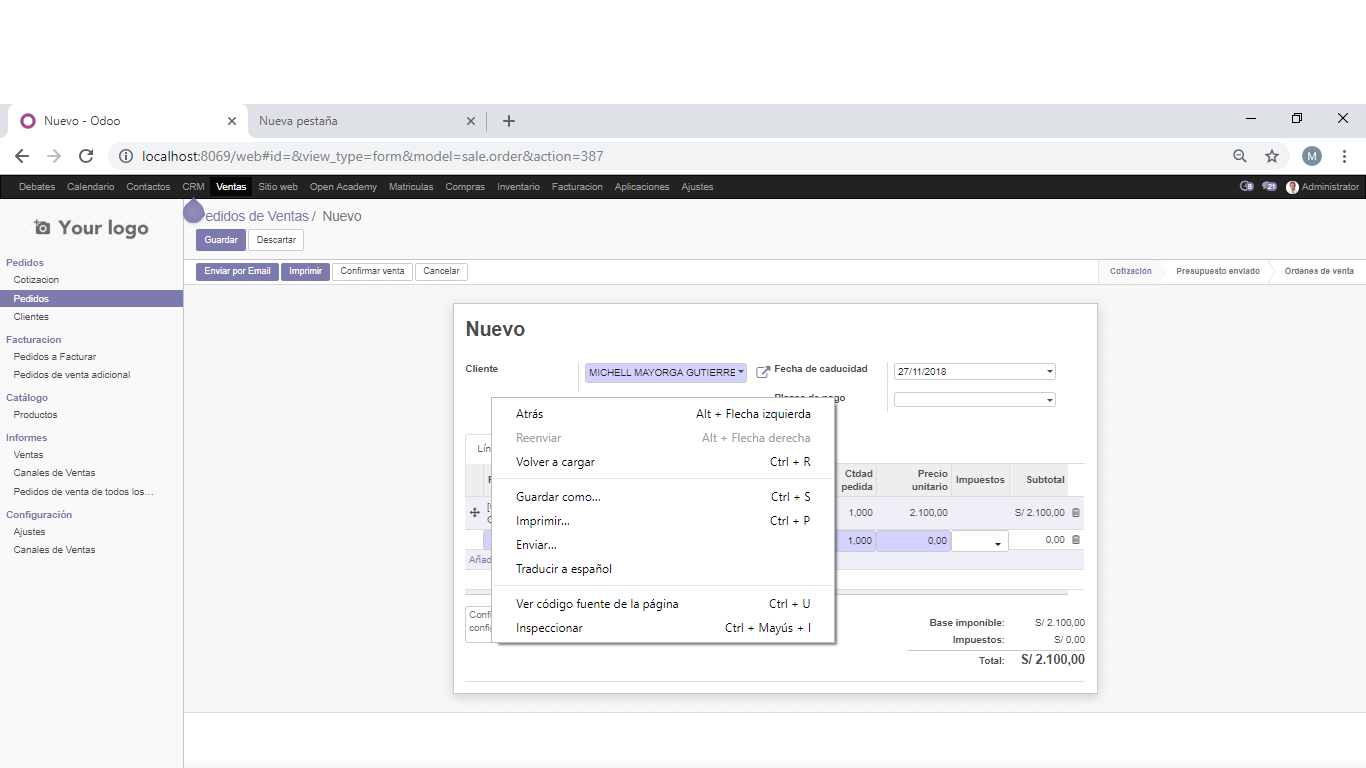 Nuevo - Odoo
Nueva pestaña
localhost:8069/web#id=&view_type=form&model=sale.order&action=387
M
Debates Calendario Contactos CRM Ventas Sitio web Open Academy Matriculas Compras Inventario Facturacion Aplicaciones Ajustes
8 21 Administrator
Your logo
edidos de Ventas / Nuevo
Guardar Descartar
Enviar por Email Imprimir Confirmar venta Cancelar
Cotización Presupuesto enviado Órdenes de venta
Pedidos
Cotizacion
Pedidos
Clientes
Facturacion
Pedidos a Facturar
Pedidos de venta adicional
Catálogo
Productos
Informes
Ventas
Canales de Ventas
Pedidos de venta de todos los...
Configuración
Ajustes
Canales de Ventas
Nuevo
Cliente MICHELL MAYORGA GUTIERRE
Fecha de caducidad 27/11/2018
Atrás Alt + Flecha izquierda
Reenviar Alt + Flecha derecha
Volver a cargar Ctrl + R
Guardar como... Ctrl + S
Imprimir... Ctrl + P
Enviar...
Traducir a español
Ver código fuente de la página Ctrl + U
Inspeccionar Ctrl + Mayús + I
Lín
Ctdad pedida Precio unitario Impuestos Subtotal
1,000 2.100,00 S/ 2.100,00
1,000 0,00 0,00
Añad
Confi
config
Base imponible: S/ 2.100,00
Impuestos: S/ 0,00
Total: S/ 2.100,00